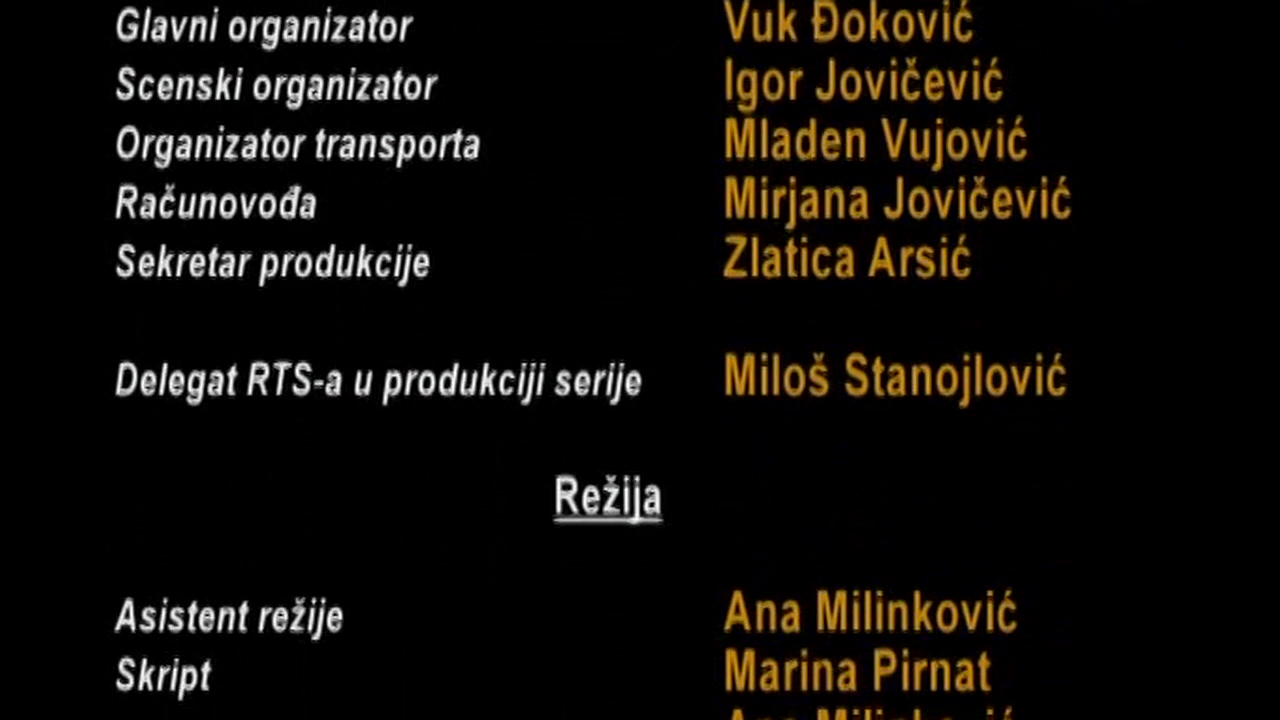 Glavni organizator Vuk Đoković
Scenski organizator Igor Jovičević
Organizator transporta Mladen Vujović
Računovođa Mirjana Jovičević
Sekretar produkcije Zlatica Arsić
Delegat RTS-a u produkciji serije Miloš Stanojlović
Režija
Asistent režije Ana Milinković
Skript Marina Pirnat